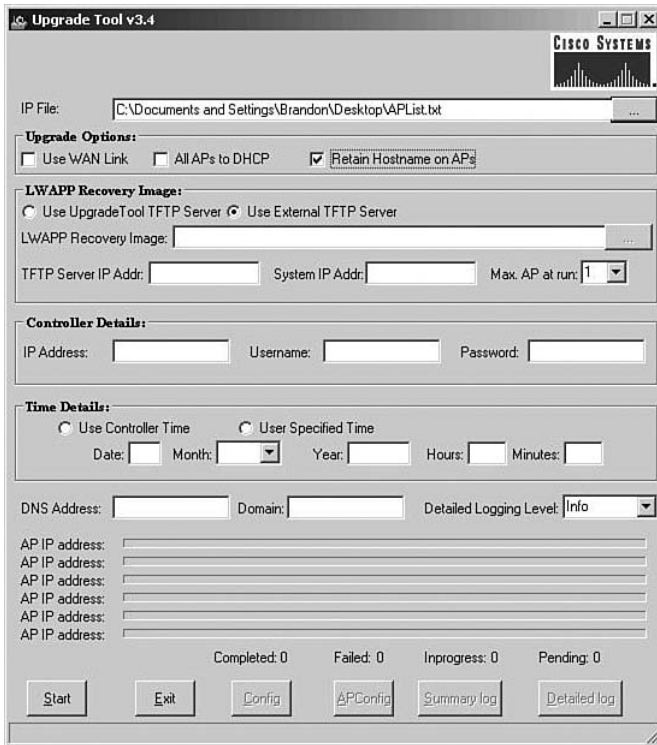 Upgrade Tool v3.4
CISCO SYSTEMS
IP File: C:\Documents and Settings\Brandon\Desktop\APList.txt ...
Upgrade Options:
Use WAN Link All APs to DHCP Retain Hostname on APs
LWAPP Recovery Image:
Use UpgradeTool TFTP Server Use External TFTP Server
LWAPP Recovery Image: ...
TFTP Server IP Addr: System IP Addr: Max. AP at run: 1
Controller Details:
IP Address: Username: Password:
Time Details:
Use Controller Time User Specified Time
Date: Month: Year: Hours: Minutes:
DNS Address: Domain: Detailed Logging Level: Info
AP IP address:
AP IP address:
AP IP address:
AP IP address:
AP IP address:
AP IP address:
Completed: 0 Failed: 0 Inprogress: 0 Pending: 0
Start Exit Config APConfig Summary log Detailed log